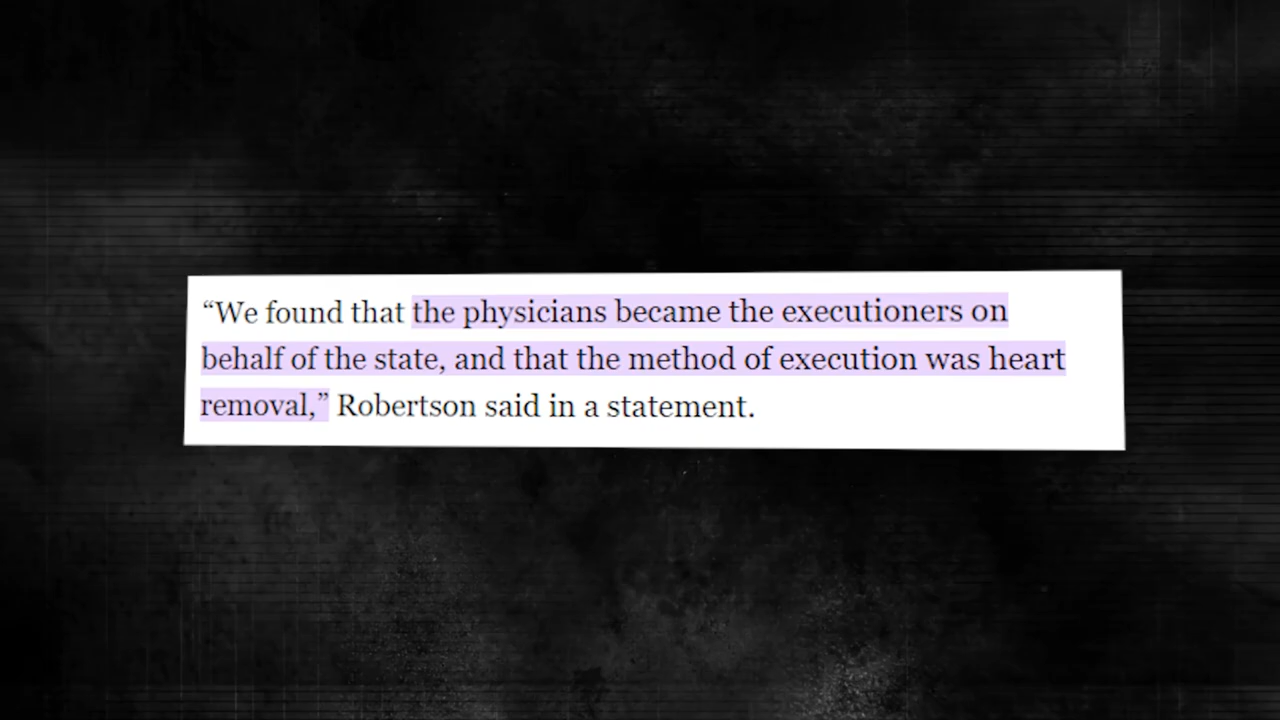 “We found that the physicians became the executioners on
behalf of the state, and that the method of execution was heart
removal,” Robertson said in a statement.